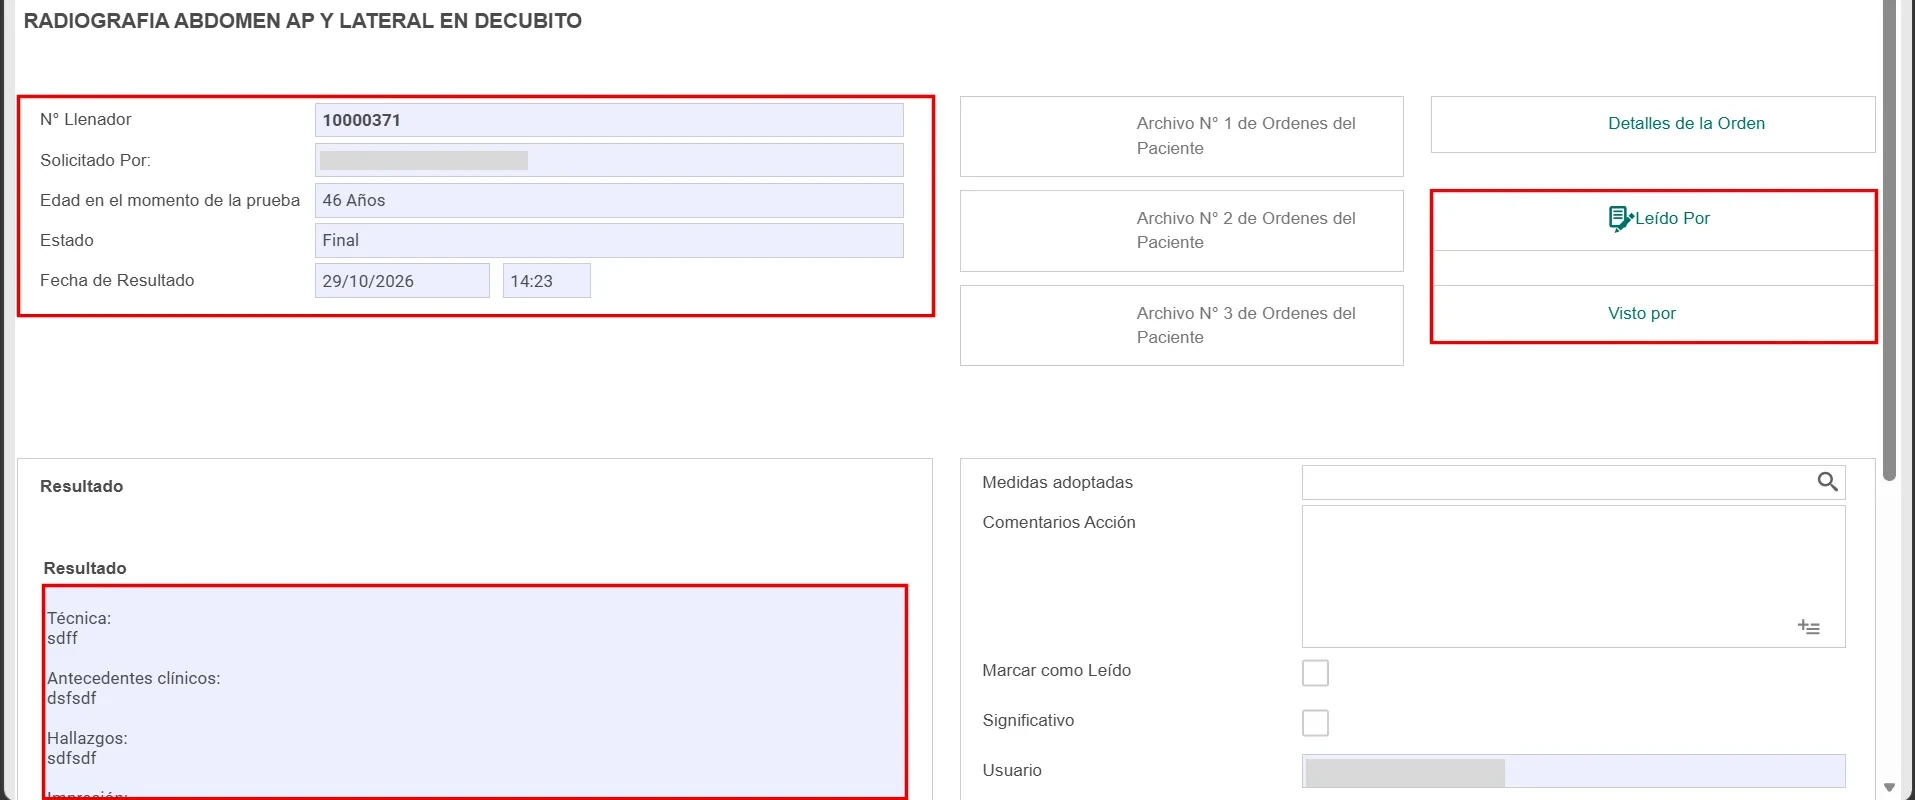 RADIOGRAFIA ABDOMEN AP Y LATERAL EN DECUBITO
N° Llenador 10000371
Solicitado Por:
Edad en el momento de la prueba 46 Años
Estado Final
Fecha de Resultado 29/10/2026 14:23
Archivo N° 1 de Ordenes del
Paciente
Archivo N° 2 de Ordenes del
Paciente
Archivo N° 3 de Ordenes del
Paciente
Detalles de la Orden
Leído Por
Visto por
Resultado
Resultado
Técnica:
sdff
Antecedentes clínicos:
dsfsdf
Hallazgos:
sdfsdf
Impresión:
Medidas adoptadas
Comentarios Acción
Marcar como Leído
Significativo
Usuario